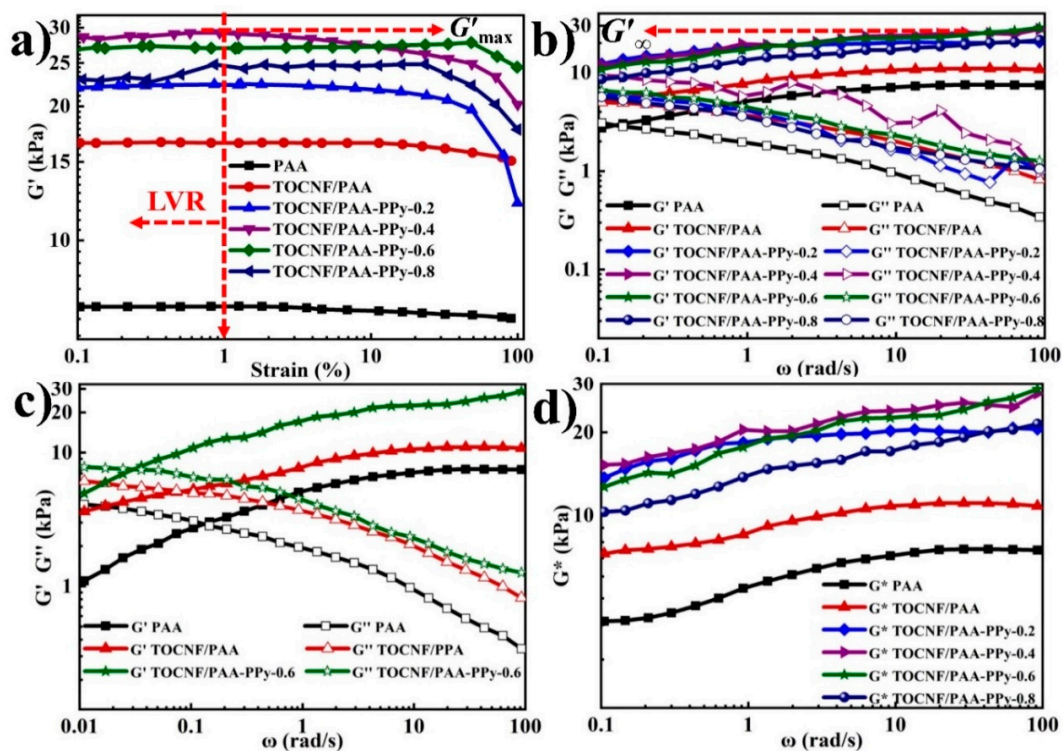 a)
G'max
30
25
20
15
10
G' (kPa)
LVR
PAA
TOCNF/PAA
TOCNF/PAA-PPy-0.2
TOCNF/PAA-PPy-0.4
TOCNF/PAA-PPy-0.6
TOCNF/PAA-PPy-0.8
0.1 1 10 100
Strain (%)
b)
G'∞
30
10
1
0.1
G' G'' (kPa)
G' PAA G'' PAA
G' TOCNF/PAA G'' TOCNF/PAA
G' TOCNF/PAA-PPy-0.2 G'' TOCNF/PAA-PPy-0.2
G' TOCNF/PAA-PPy-0.4 G'' TOCNF/PAA-PPy-0.4
G' TOCNF/PAA-PPy-0.6 G'' TOCNF/PAA-PPy-0.6
G' TOCNF/PAA-PPy-0.8 G'' TOCNF/PAA-PPy-0.8
0.1 1 10 100
ω (rad/s)
c)
30
10
1
G' G'' (kPa)
G' PAA G'' PAA
G' TOCNF/PAA G'' TOCNF/PPA
G' TOCNF/PAA-PPy-0.6 G'' TOCNF/PAA-PPy-0.6
0.01 0.1 1 10 100
ω (rad/s)
d)
30
20
10
G* (kPa)
G* PAA
G* TOCNF/PAA
G* TOCNF/PAA-PPy-0.2
G* TOCNF/PAA-PPy-0.4
G* TOCNF/PAA-PPy-0.6
G* TOCNF/PAA-PPy-0.8
0.1 1 10 100
ω (rad/s)